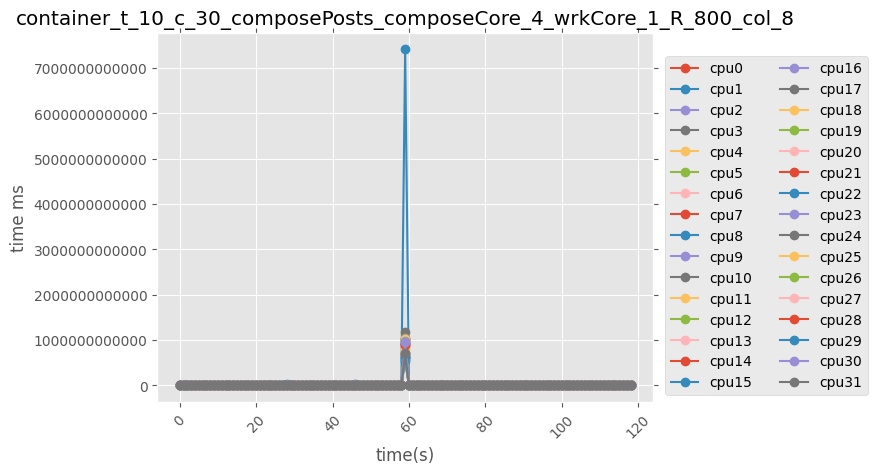 container_t_10_c_30_composePosts_composeCore_4_wrkCore_1_R_800_col_8
time ms
7000000000000
6000000000000
5000000000000
4000000000000
3000000000000
2000000000000
1000000000000
0
0 20 40 60 80 100 120
time(s)
cpu0
cpu1
cpu2
cpu3
cpu4
cpu5
cpu6
cpu7
cpu8
cpu9
cpu10
cpu11
cpu12
cpu13
cpu14
cpu15
cpu16
cpu17
cpu18
cpu19
cpu20
cpu21
cpu22
cpu23
cpu24
cpu25
cpu26
cpu27
cpu28
cpu29
cpu30
cpu31